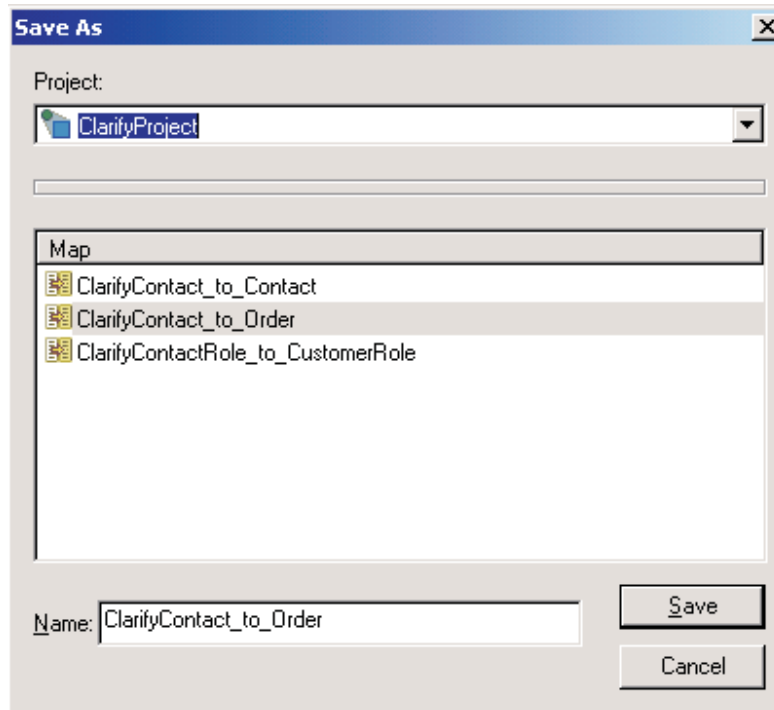 Save As
Project:
ClarifyProject
Map
ClarifyContact_to_Contact
ClarifyContact_to_Order
ClarifyContactRole_to_CustomerRole
Name: ClarifyContact_to_Order
Save
Cancel